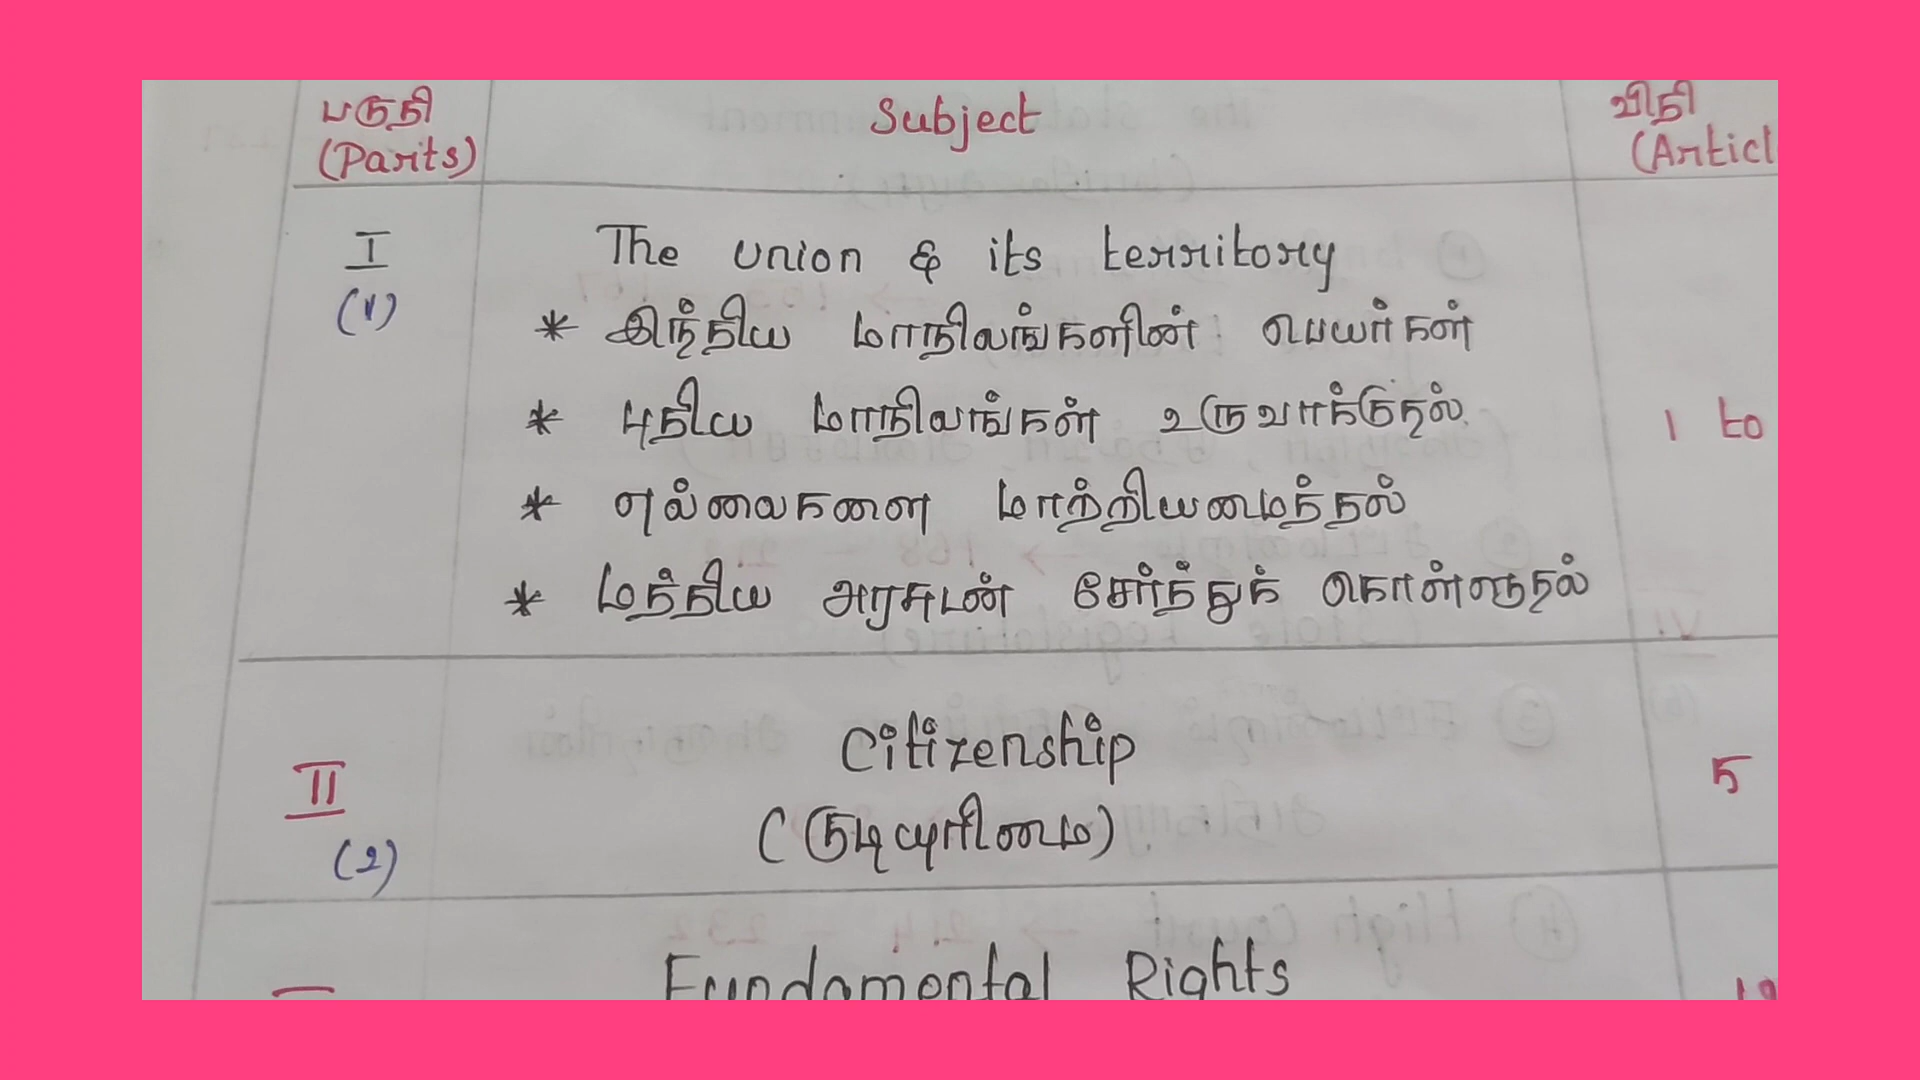 பகுதி Subject விதி
(Parts) (Articl
I The union & its territory
(1)
* இந்திய மாநிலங்களின் பெயர்கள்
* புதிய மாநிலங்கள் உருவாக்குதல். 1 to
* எல்லைகளை மாற்றியமைத்தல்
* மத்திய அரசுடன் சேர்த்துக் கொள்ளுதல்
II Citizenship 5
(2) (குடியுரிமை)
Fundamental Rights